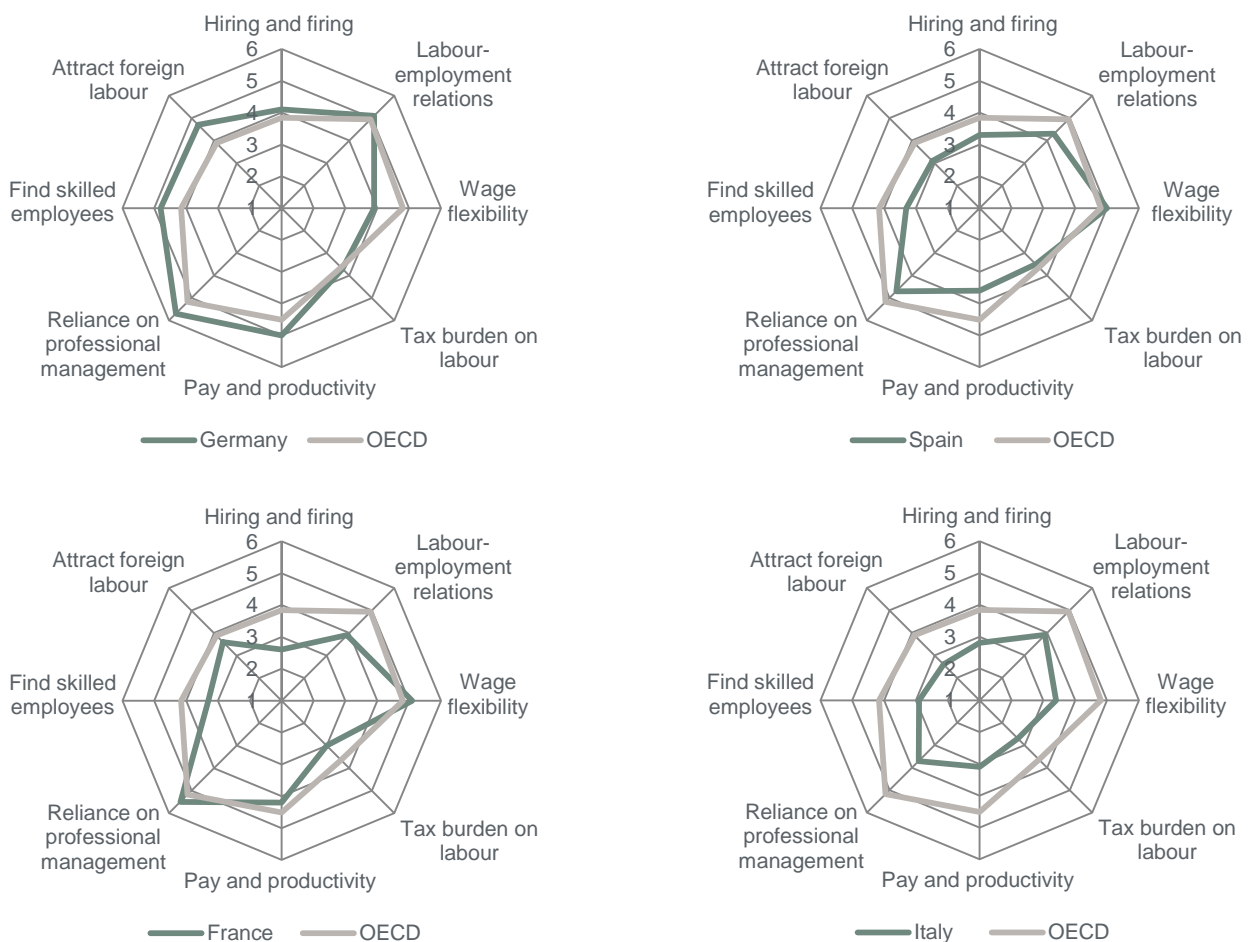 Hiring and firing
6
5
4
3
2
1
Labour-
employment
relations
Wage
flexibility
Tax burden on
labour
Pay and productivity
Reliance on
professional
management
Find skilled
employees
Attract foreign
labour
Germany
OECD
Hiring and firing
6
5
4
3
2
1
Labour-
employment
relations
Wage
flexibility
Tax burden on
labour
Pay and productivity
Reliance on
professional
management
Find skilled
employees
Attract foreign
labour
Spain
OECD
Hiring and firing
6
5
4
3
2
1
Labour-
employment
relations
Wage
flexibility
Tax burden on
labour
Pay and productivity
Reliance on
professional
management
Find skilled
employees
Attract foreign
labour
France
OECD
Hiring and firing
6
5
4
3
2
1
Labour-
employment
relations
Wage
flexibility
Tax burden on
labour
Pay and productivity
Reliance on
professional
management
Find skilled
employees
Attract foreign
labour
Italy
OECD